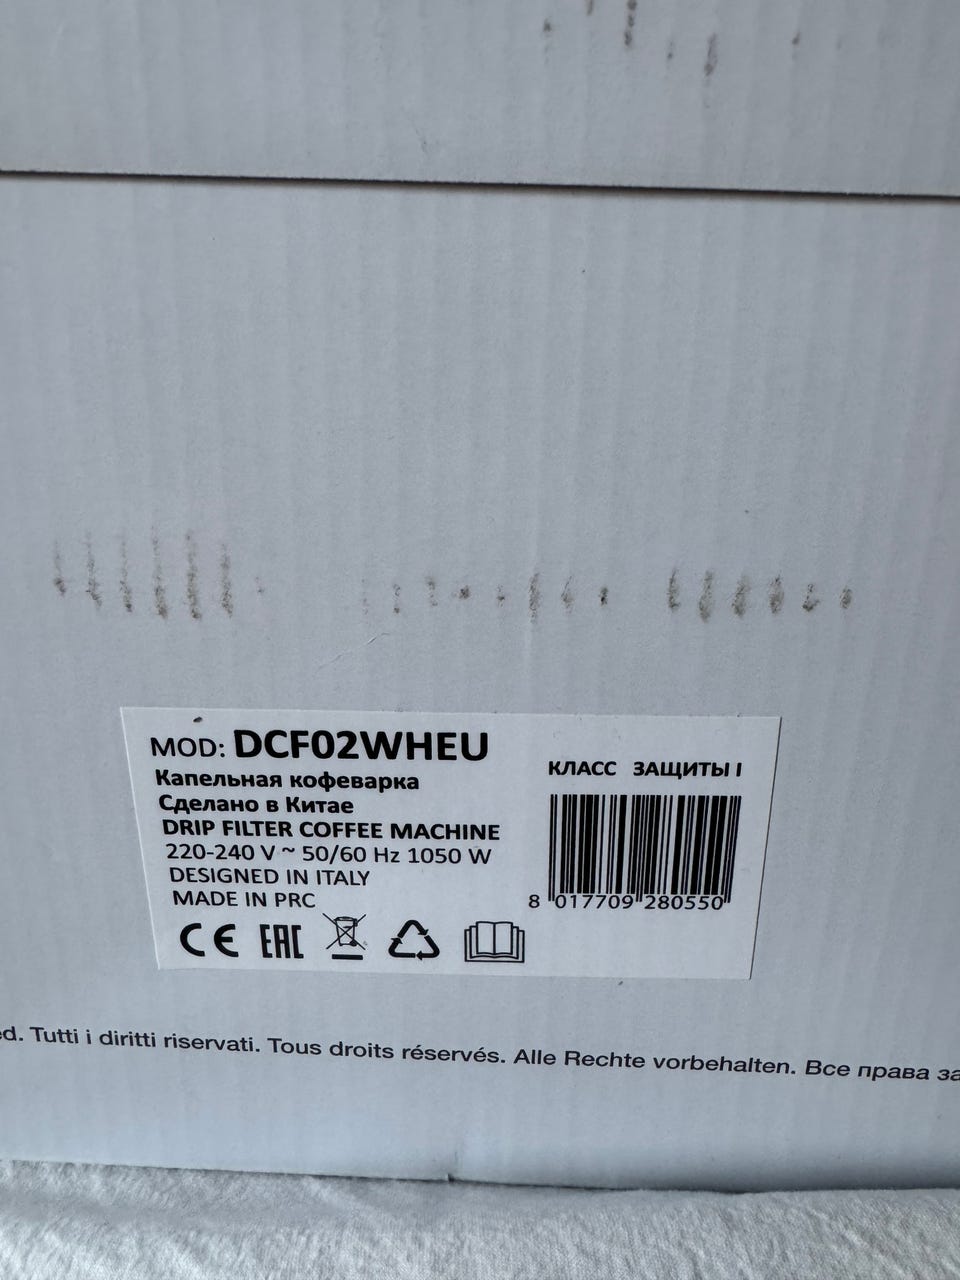 MOD: DCF02WHEU
Капельная кофеварка
Сделано в Китае
DRIP FILTER COFFEE MACHINE
220-240 V ~ 50/60 Hz 1050 W
DESIGNED IN ITALY
MADE IN PRC
CE EAC
КЛАСС ЗАЩИТЫ I
8 017709 280550
ed. Tutti i diritti riservati. Tous droits réservés. Alle Rechte vorbehalten. Все права за